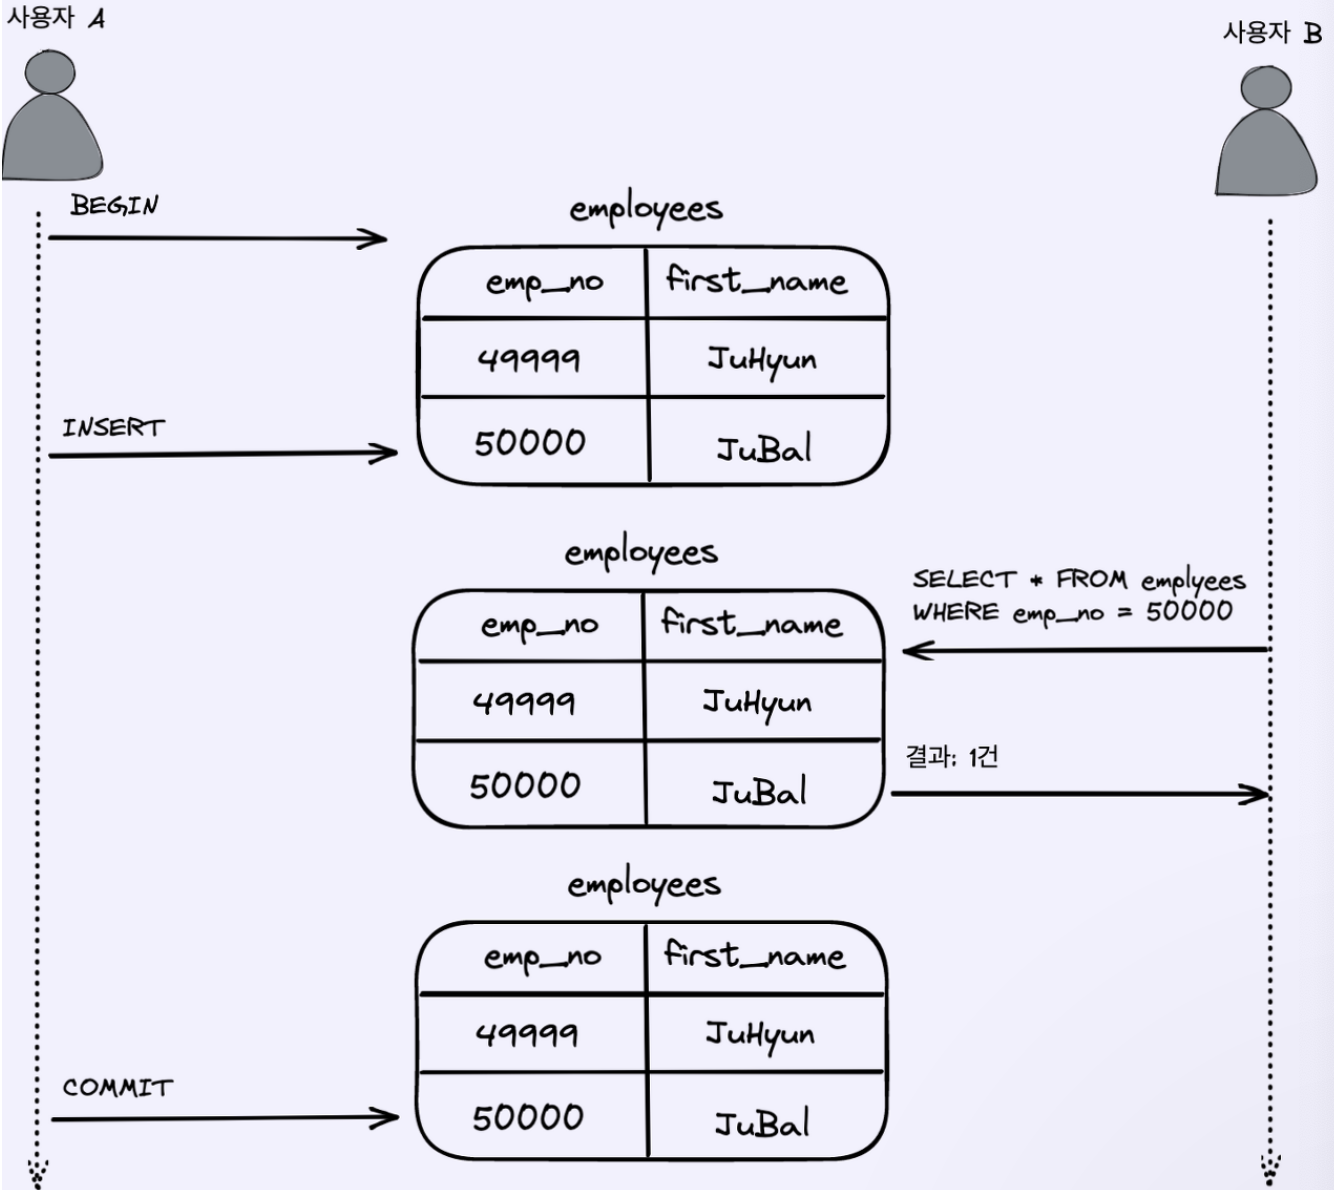 사용자 A
사용자 B
BEGIN
employees
emp_no first_name
49999 JuHyun
INSERT
50000 JuBal
employees
SELECT * FROM emplyees
WHERE emp_no = 50000
emp_no first_name
49999 JuHyun
결과: 1건
50000 JuBal
employees
emp_no first_name
49999 JuHyun
COMMIT
50000 JuBal